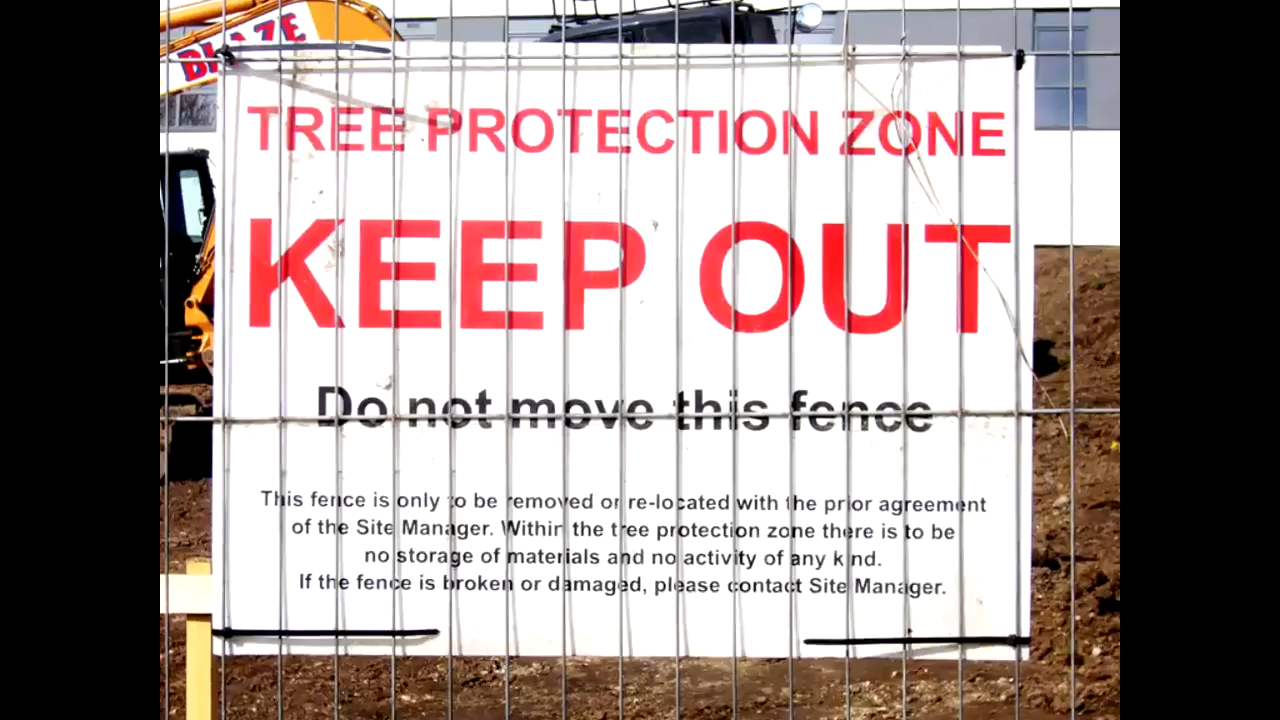 BLAZE
TREE PROTECTION ZONE
KEEP OUT
Do not move this fence
This fence is only to be removed or re-located with the prior agreement
of the Site Manager. Within the tree protection zone there is to be
no storage of materials and no activity of any kind.
If the fence is broken or damaged, please contact Site Manager.